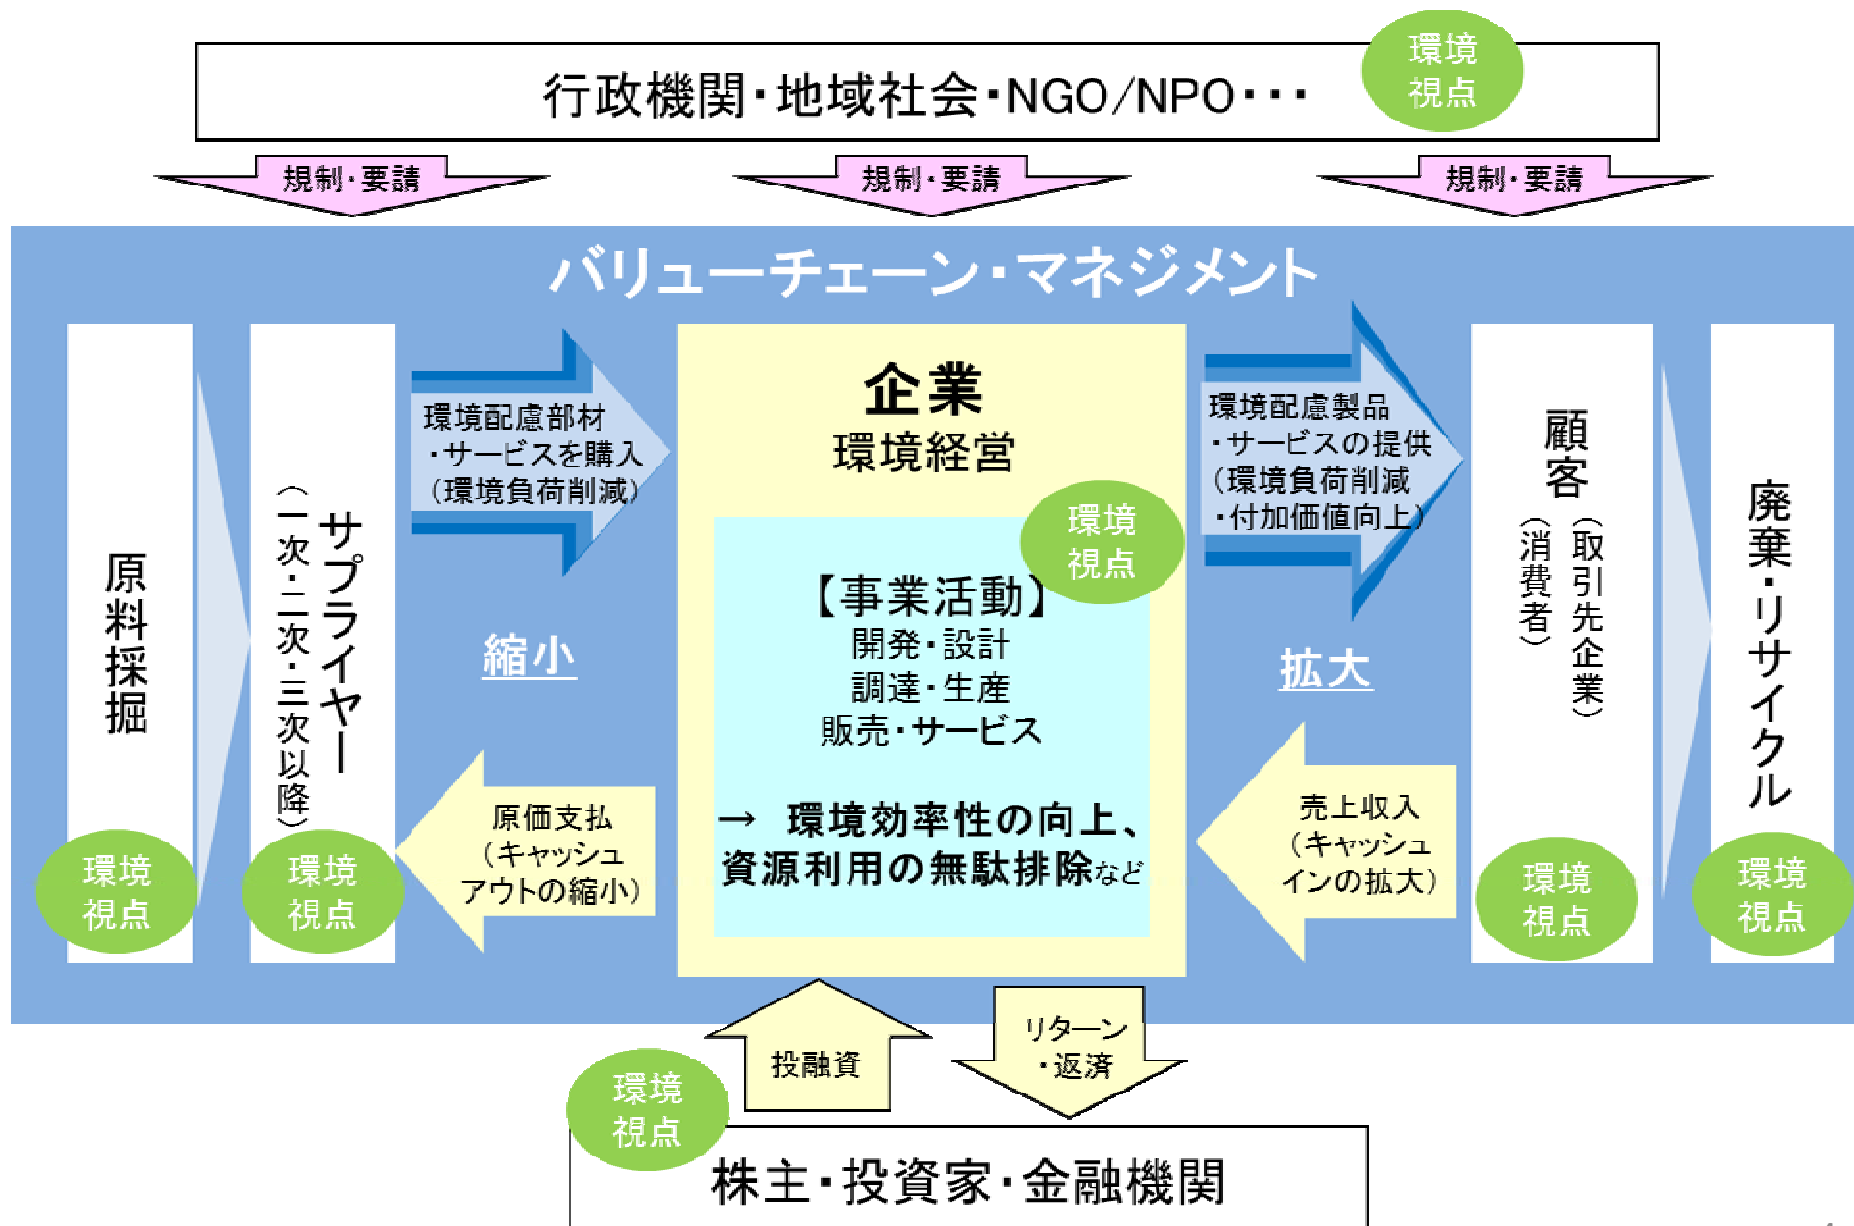 行政機関・地域社会・NGO/NPO・・・
環境
視点
規制・要請
規制・要請
規制・要請
バリューチェーン・マネジメント
原料採掘
環境
視点
サプライヤー
(一次・二次・三次以降)
環境
視点
環境配慮部材
・サービスを購入
(環境負荷削減)
縮小
原価支払
(キャッシュ
アウトの縮小)
企業
環境経営
環境
視点
【事業活動】
開発・設計
調達・生産
販売・サービス
→ 環境効率性の向上、
資源利用の無駄排除など
環境配慮製品
・サービスの提供
(環境負荷削減
・付加価値向上)
拡大
売上収入
(キャッシュ
インの拡大)
顧客
(取引先企業)
(消費者)
環境
視点
廃棄・リサイクル
環境
視点
投融資
リターン
・返済
環境
視点
株主・投資家・金融機関